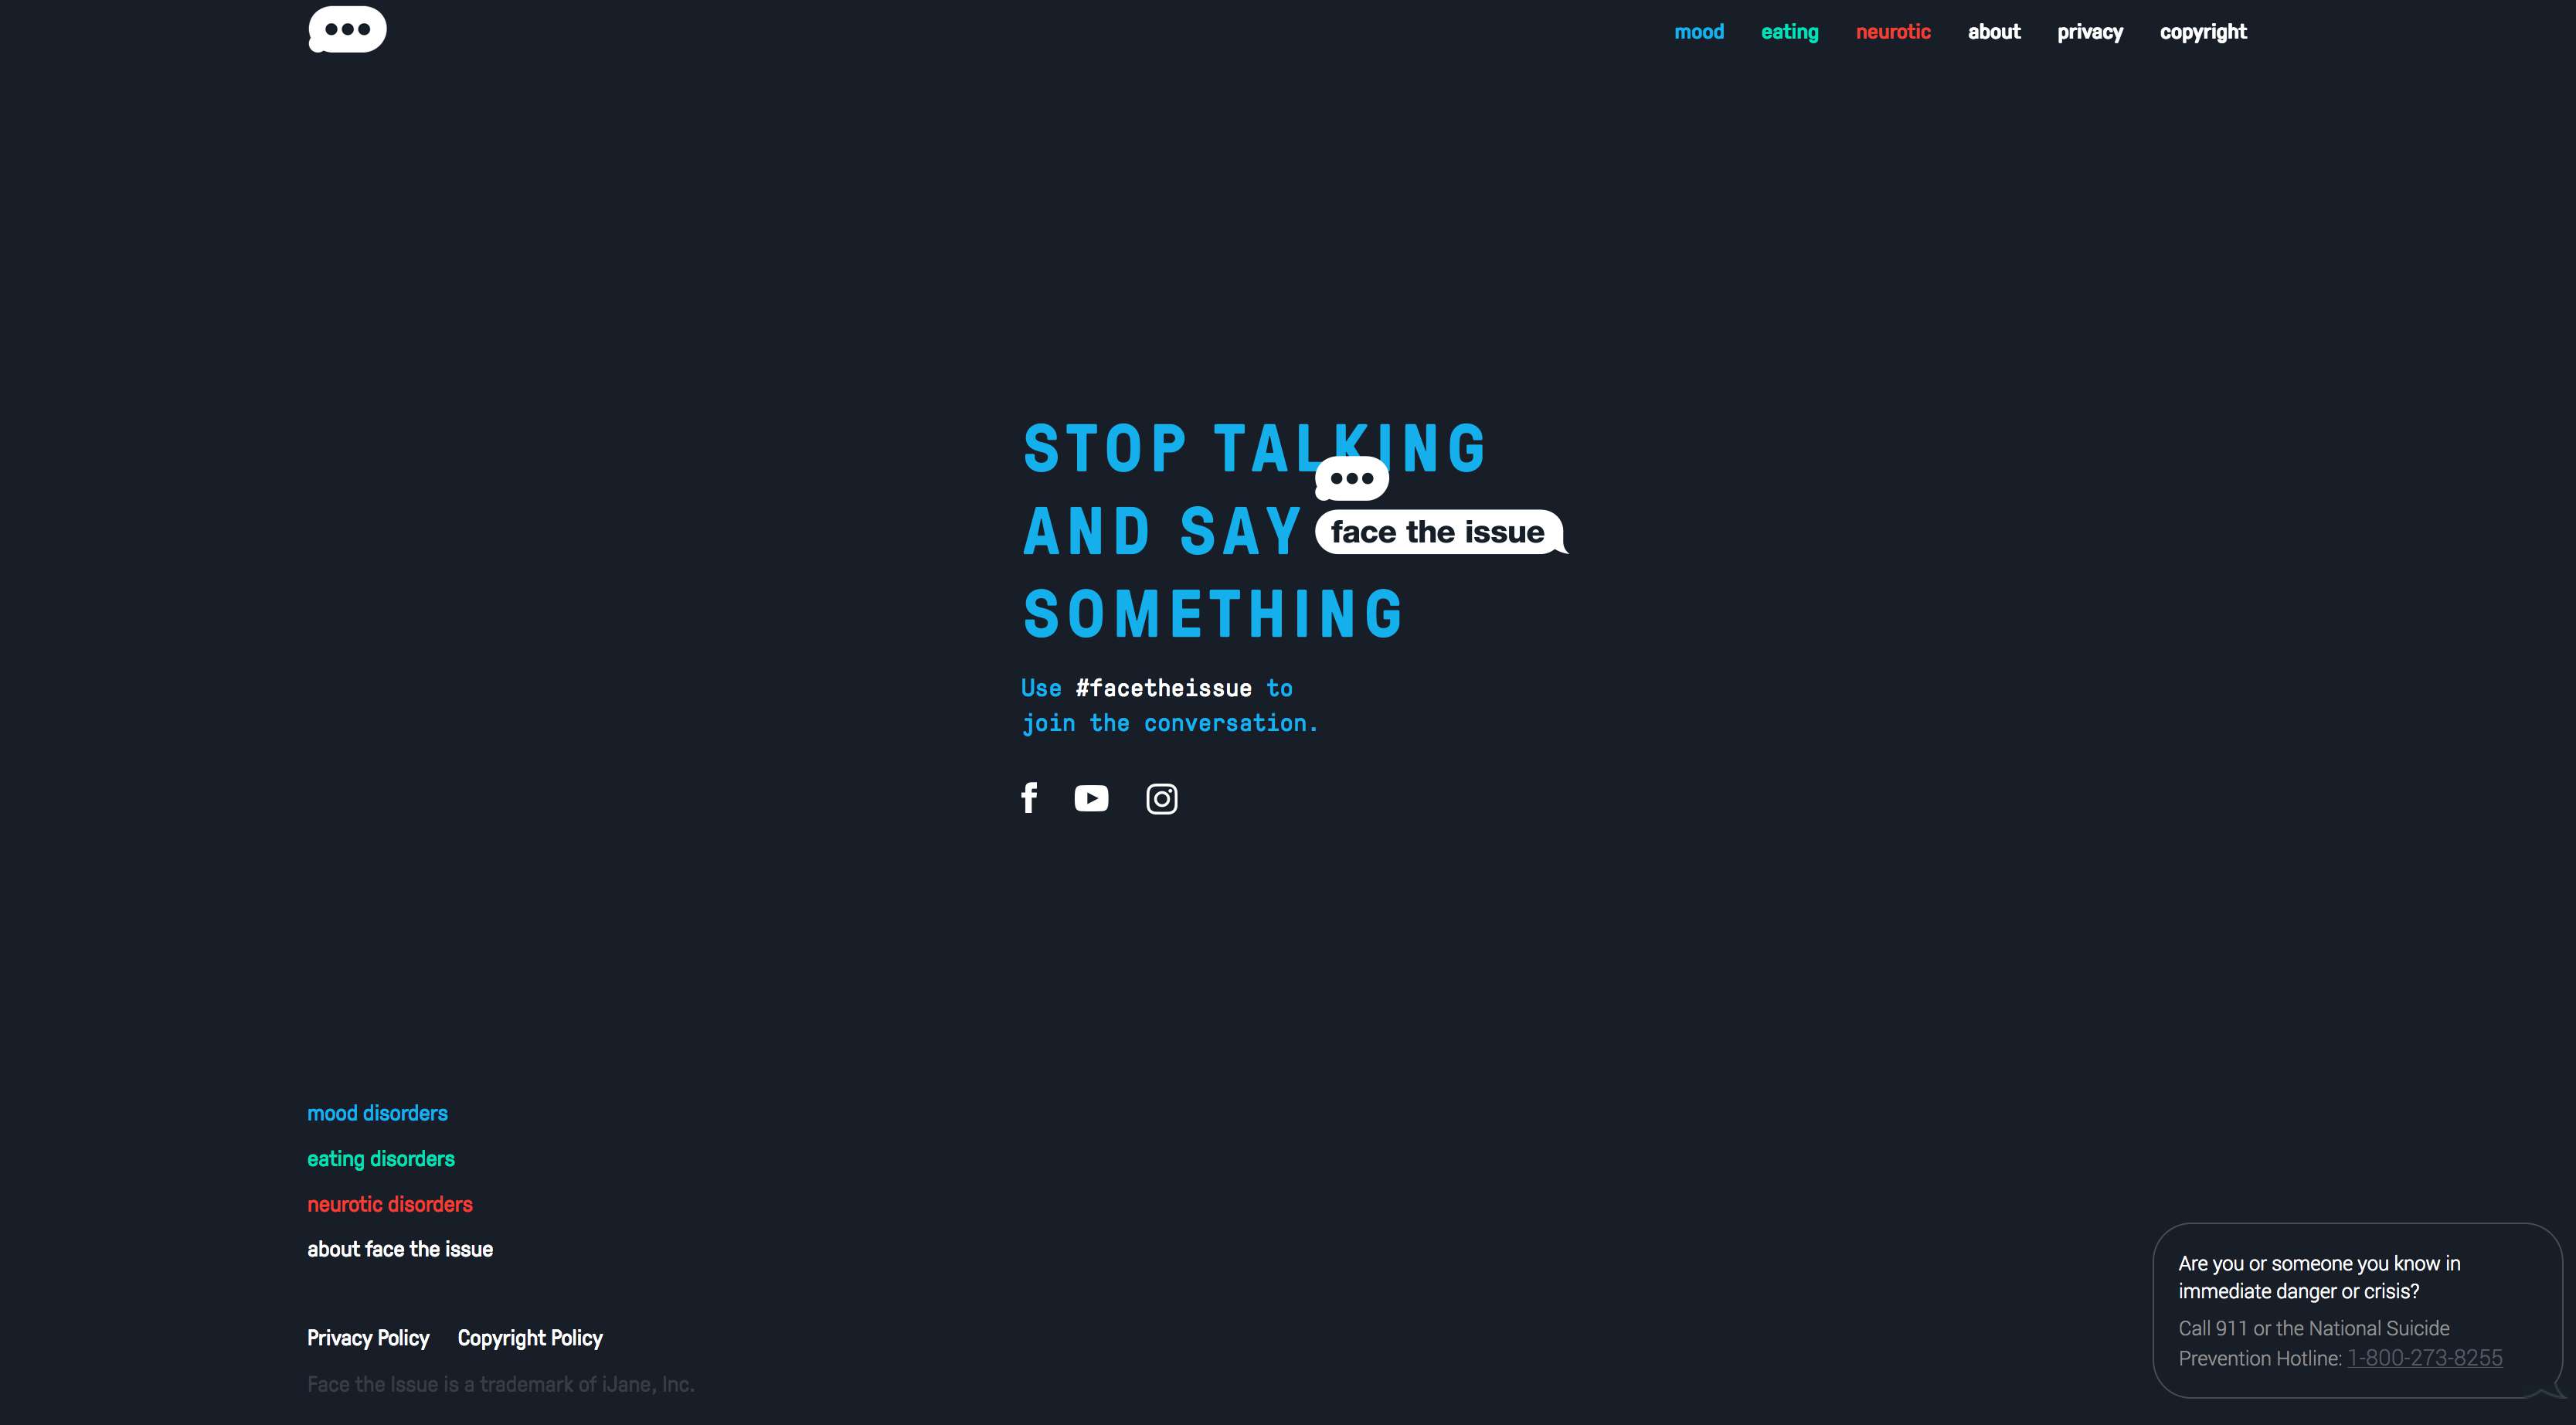 mood eating neurotic about privacy copyright
STOP TALKING
AND SAY
face the issue
SOMETHING
Use #facetheissue to
join the conversation.
mood disorders
eating disorders
neurotic disorders
about face the issue
Privacy Policy Copyright Policy
Face the Issue is a trademark of iJane, Inc.
Are you or someone you know in
immediate danger or crisis?
Call 911 or the National Suicide
Prevention Hotline: 1-800-273-8255